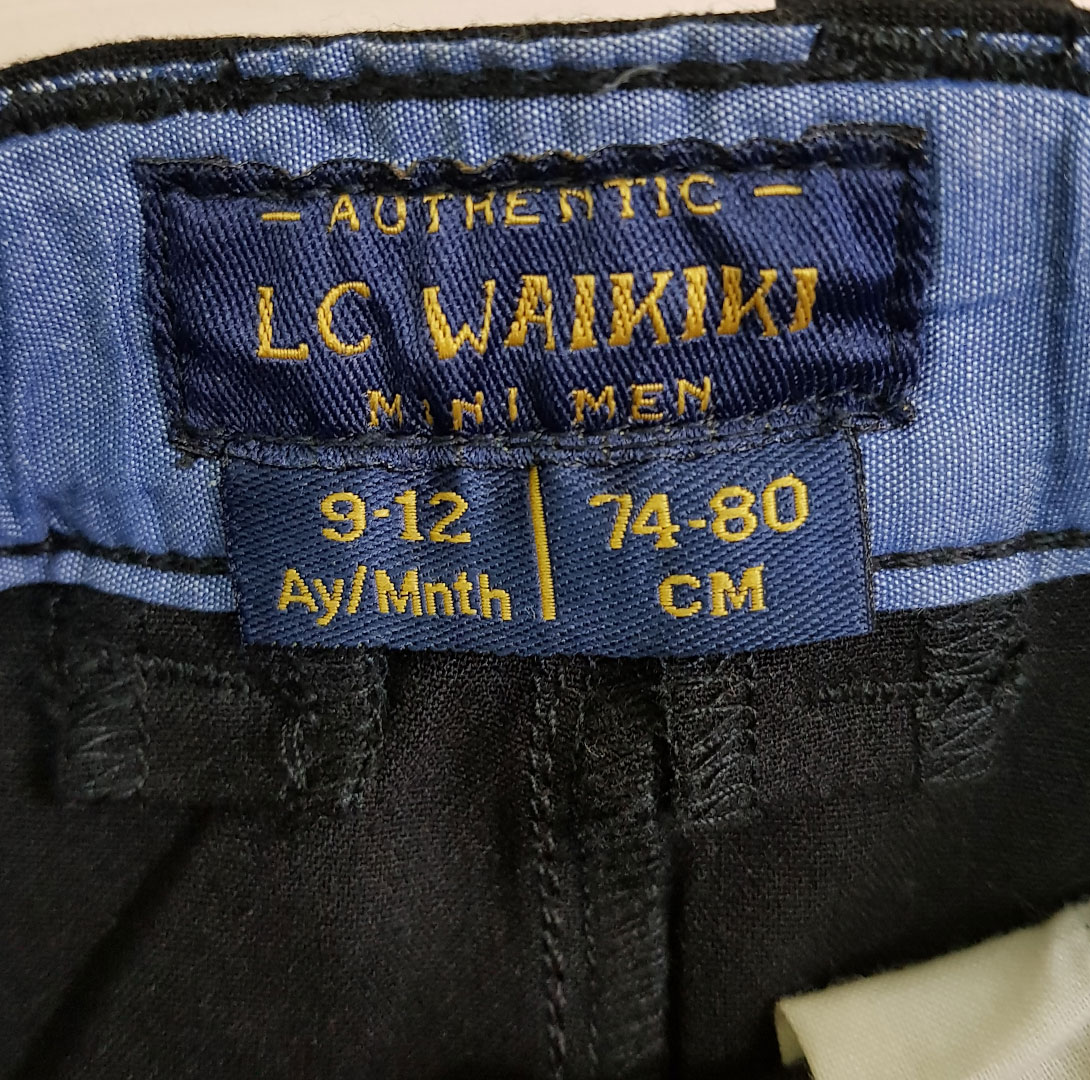 - AUTHENTIC -
LC WAIKIKI
MINI MEN
9-12 | 74-80
Ay/Mnth | CM